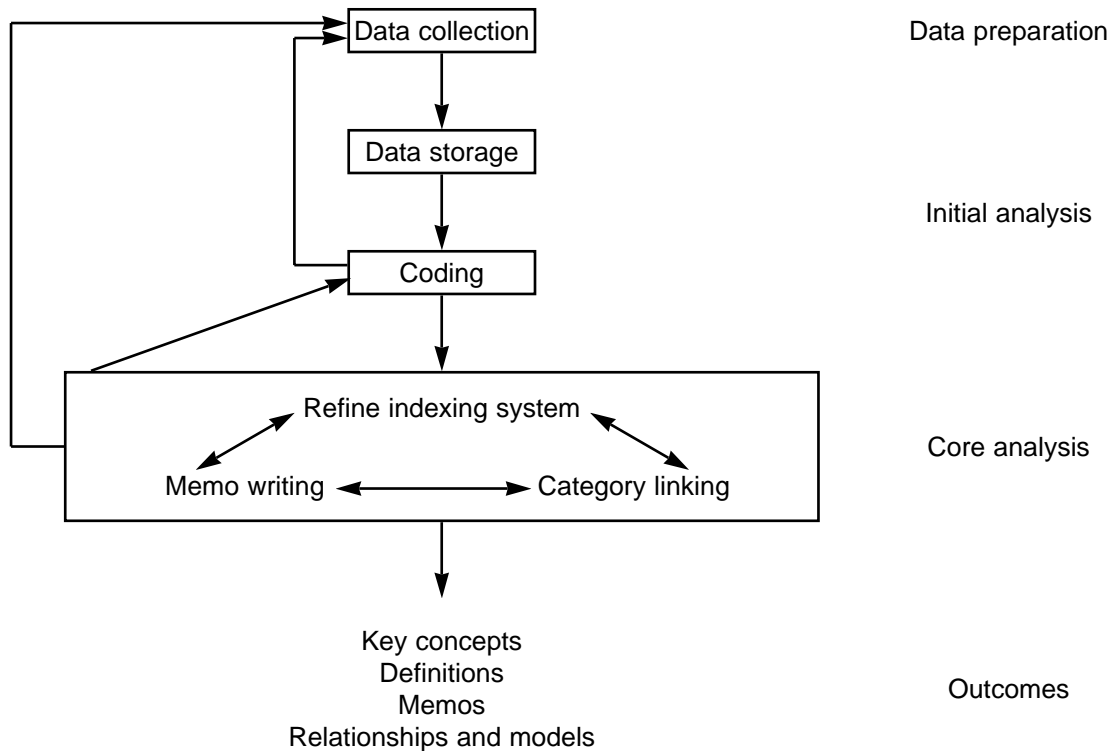 Data collection
Data preparation
Data storage
Initial analysis
Coding
Refine indexing system
Core analysis
Memo writing
Category linking
Key concepts
Definitions
Memos
Outcomes
Relationships and models